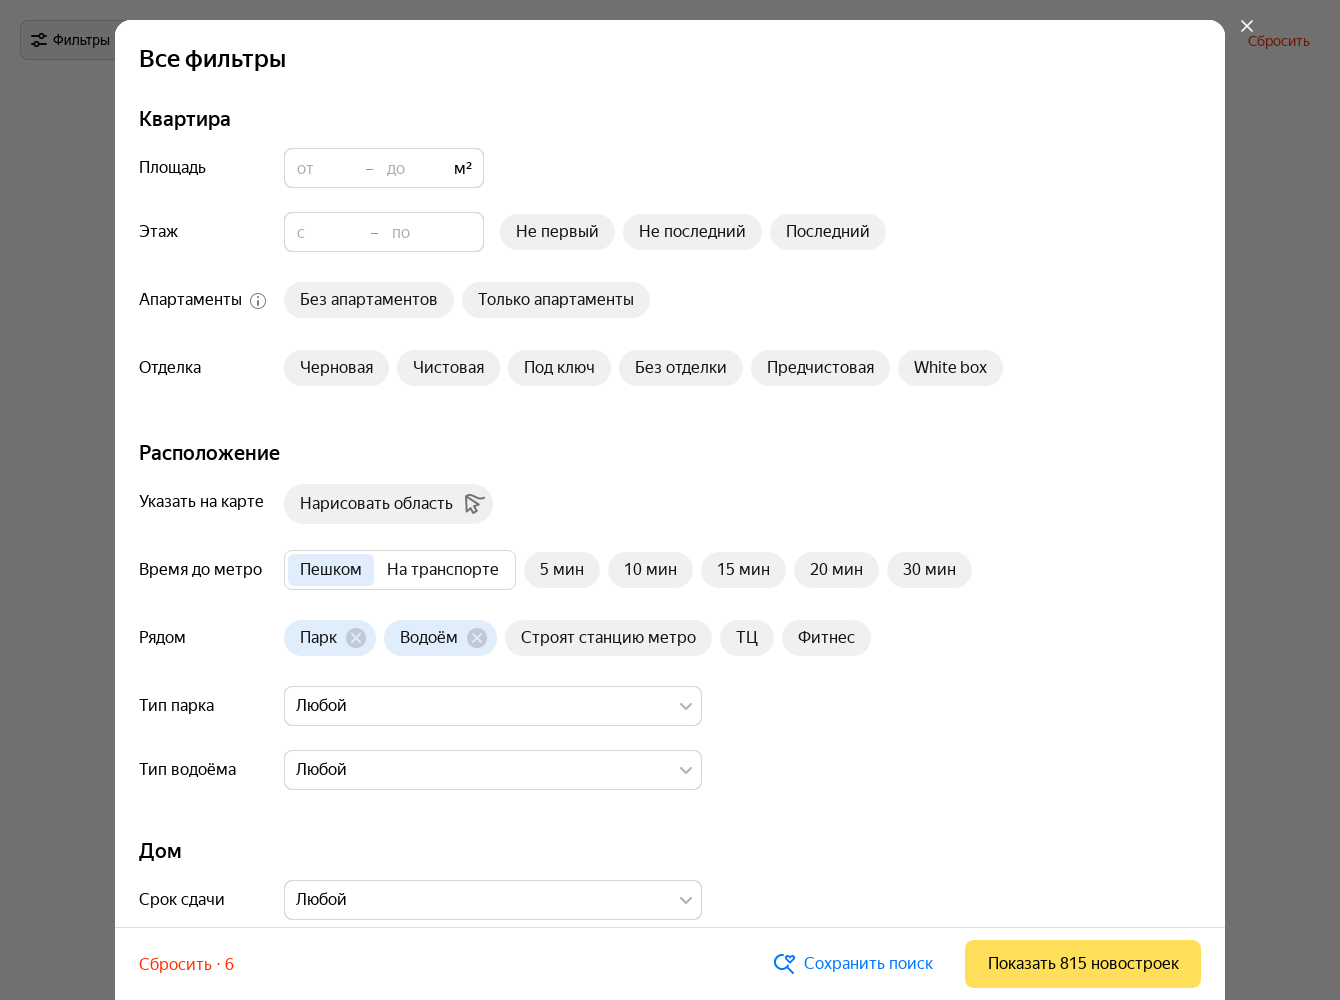 Фильтры
Сбросить
Все фильтры
Квартира
Площадь от – до м²
Этаж с – по Не первый Не последний Последний
Апартаменты Без апартаментов Только апартаменты
Отделка Черновая Чистовая Под ключ Без отделки Предчистовая White box
Расположение
Указать на карте Нарисовать область
Время до метро Пешком На транспорте 5 мин 10 мин 15 мин 20 мин 30 мин
Рядом Парк Водоём Строят станцию метро ТЦ Фитнес
Тип парка Любой
Тип водоёма Любой
Дом
Срок сдачи Любой
Сбросить · 6 Сохранить поиск Показать 815 новостроек